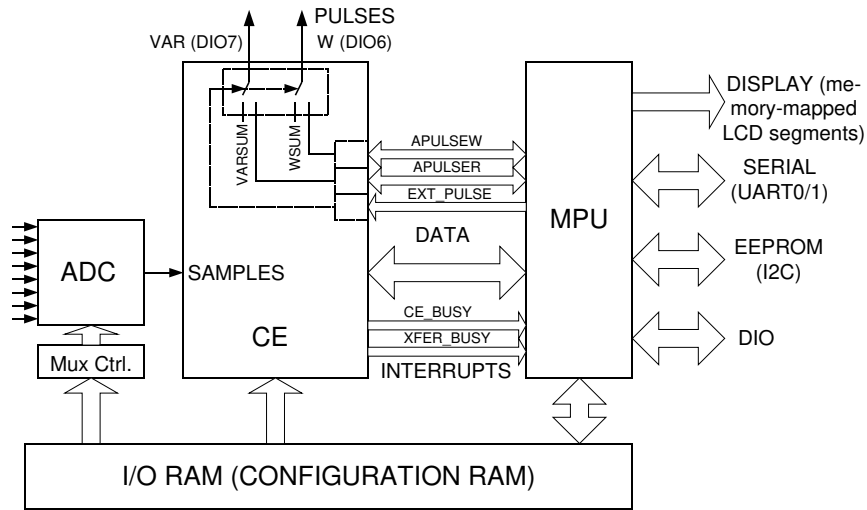 PULSES
VAR (DIO7)
W (DIO6)
DISPLAY (me-
mory-mapped
LCD segments)
VARSUM
WSUM
APULSEW
APULSER
EXT_PULSE
SERIAL
(UART0/1)
MPU
DATA
ADC
SAMPLES
EEPROM
(I2C)
CE_BUSY
XFER_BUSY
INTERRUPTS
CE
DIO
Mux Ctrl.
I/O RAM (CONFIGURATION RAM)